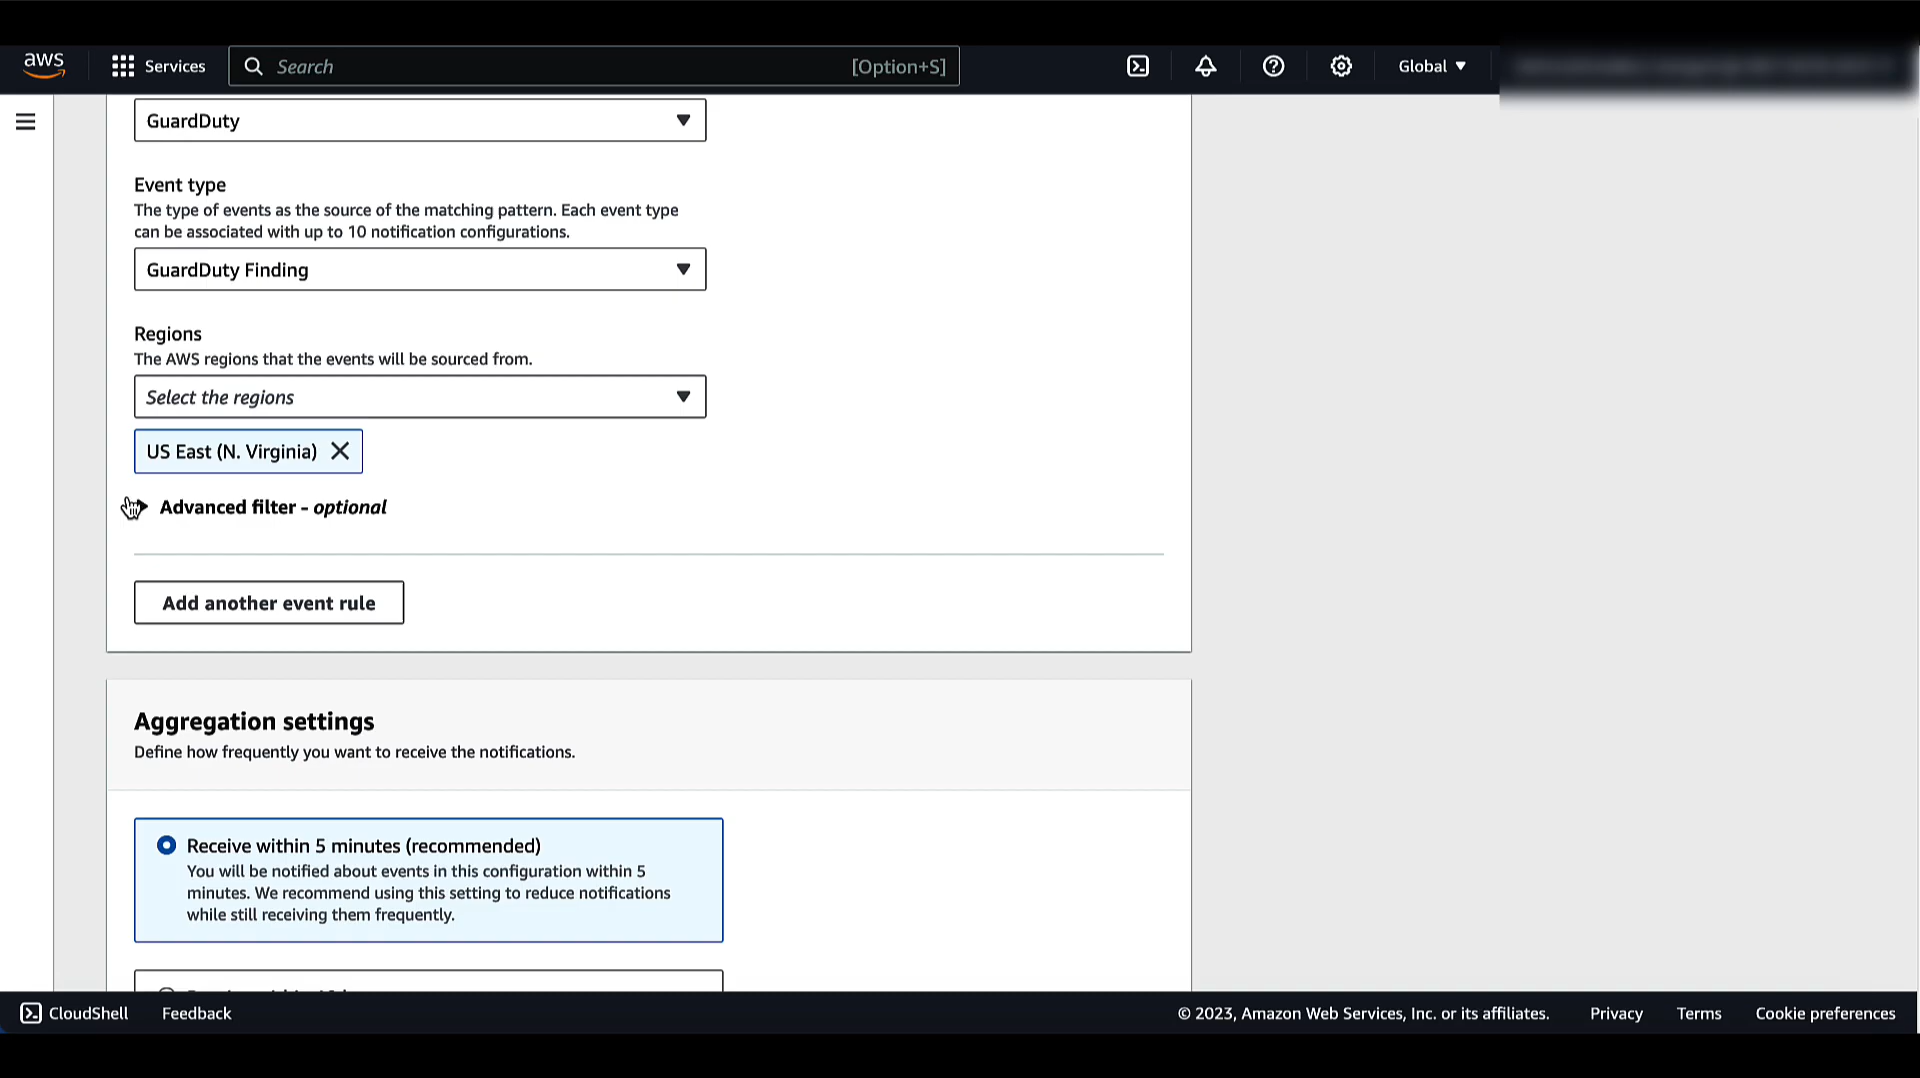 aws
Services
Search
[Option+S]
Global
GuardDuty
Event type
The type of events as the source of the matching pattern. Each event type
can be associated with up to 10 notification configurations.
GuardDuty Finding
Regions
The AWS regions that the events will be sourced from.
Select the regions
US East (N. Virginia)
Advanced filter - optional
Add another event rule
Aggregation settings
Define how frequently you want to receive the notifications.
Receive within 5 minutes (recommended)
You will be notified about events in this configuration within 5
minutes. We recommend using this setting to reduce notifications
while still receiving them frequently.
CloudShell
Feedback
© 2023, Amazon Web Services, Inc. or its affiliates.
Privacy
Terms
Cookie preferences